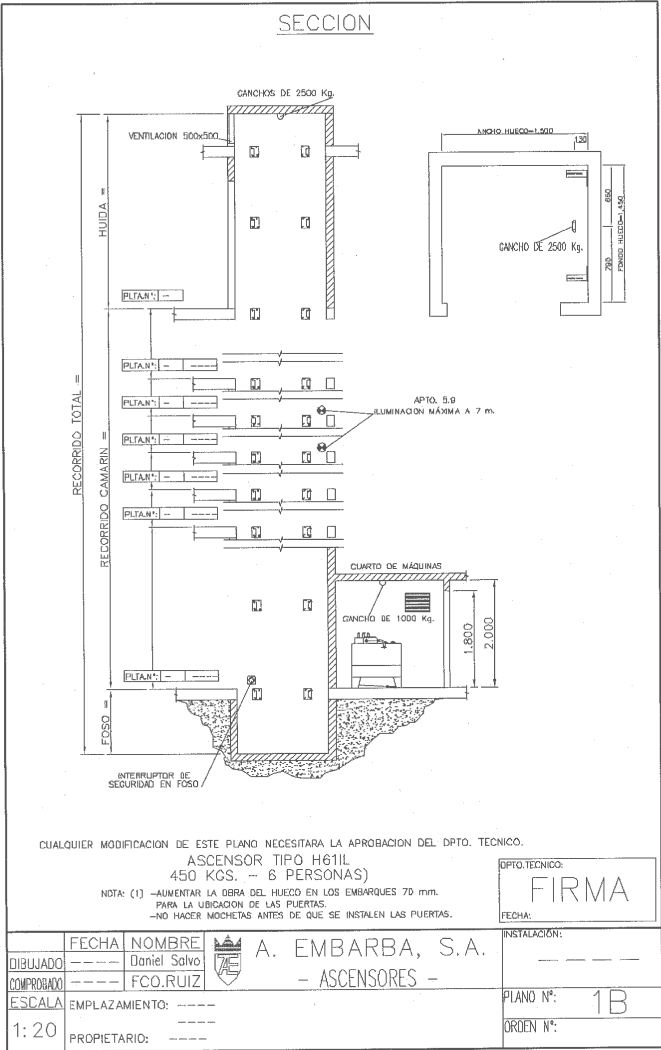 SECCION
GANCHOS DE 2500 Kg.
VENTILACION 500x500
HUIDA =
PLTA.Nº: -
RECORRIDO TOTAL =
RECORRIDO CAMARIN =
PLTA.Nº: - ----
PLTA.Nº: - ----
PLTA.Nº: - ----
PLTA.Nº: - ----
PLTA.Nº: - ----
PLTA.Nº: - ----
FOSO =
INTERRUPTOR DE
SEGURIDAD EN FOSO
ANCHO HUECO=1.500
130
GANCHO DE 2500 Kg.
660
790
FONDO HUECO=1.450
APTO. 5.9
ILUMINACION MÁXIMA A 7 m.
CUARTO DE MÁQUINAS
GANCHO DE 1000 Kg.
1.800
2.000
CUALQUIER MODIFICACION DE ESTE PLANO NECESITARA LA APROBACION DEL DPTO. TECNICO.
ASCENSOR TIPO H61IL
450 KGS. - 6 PERSONAS)
NOTA: (1) -AUMENTAR LA OBRA DEL HUECO EN LOS EMBARQUES 70 mm.
PARA LA UBICACION DE LAS PUERTAS.
-NO HACER MOCHETAS ANTES DE QUE SE INSTALEN LAS PUERTAS.
DPTO.TECNICO:
FIRMA
FECHA:
FECHA NOMBRE
DIBUJADO ---- Daniel Salvo
COMPROBADO ---- FCO.RUIZ
A. EMBARBA, S.A.
- ASCENSORES -
INSTALACIÓN:
----
ESCALA
1:20
EMPLAZAMIENTO: ----
----
PROPIETARIO: ----
PLANO Nº: 1B
ORDEN Nº: